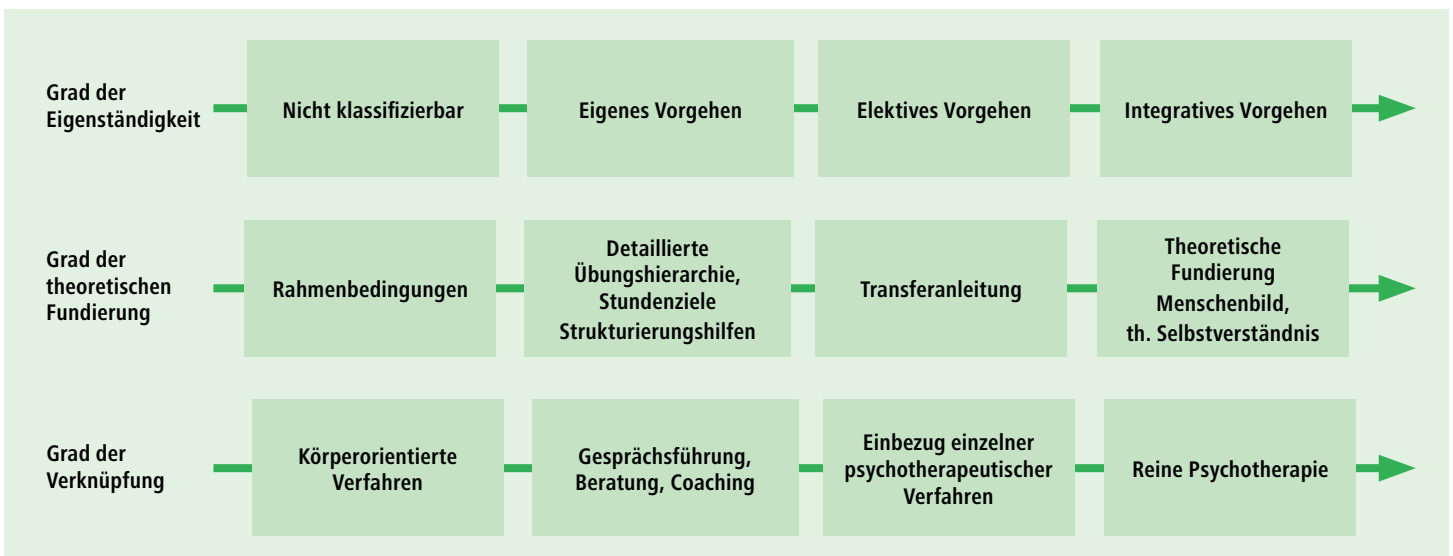 Grad der
Eigenständigkeit
Nicht klassifizierbar
Eigenes Vorgehen
Elektives Vorgehen
Integratives Vorgehen
Grad der
theoretischen
Fundierung
Rahmenbedingungen
Detaillierte
Übungshierarchie,
Stundenziele
Strukturierungshilfen
Transferanleitung
Theoretische
Fundierung
Menschenbild,
th. Selbstverständnis
Grad der
Verknüpfung
Körperorientierte
Verfahren
Gesprächsführung,
Beratung, Coaching
Einbezug einzelner
psychotherapeutischer
Verfahren
Reine Psychotherapie